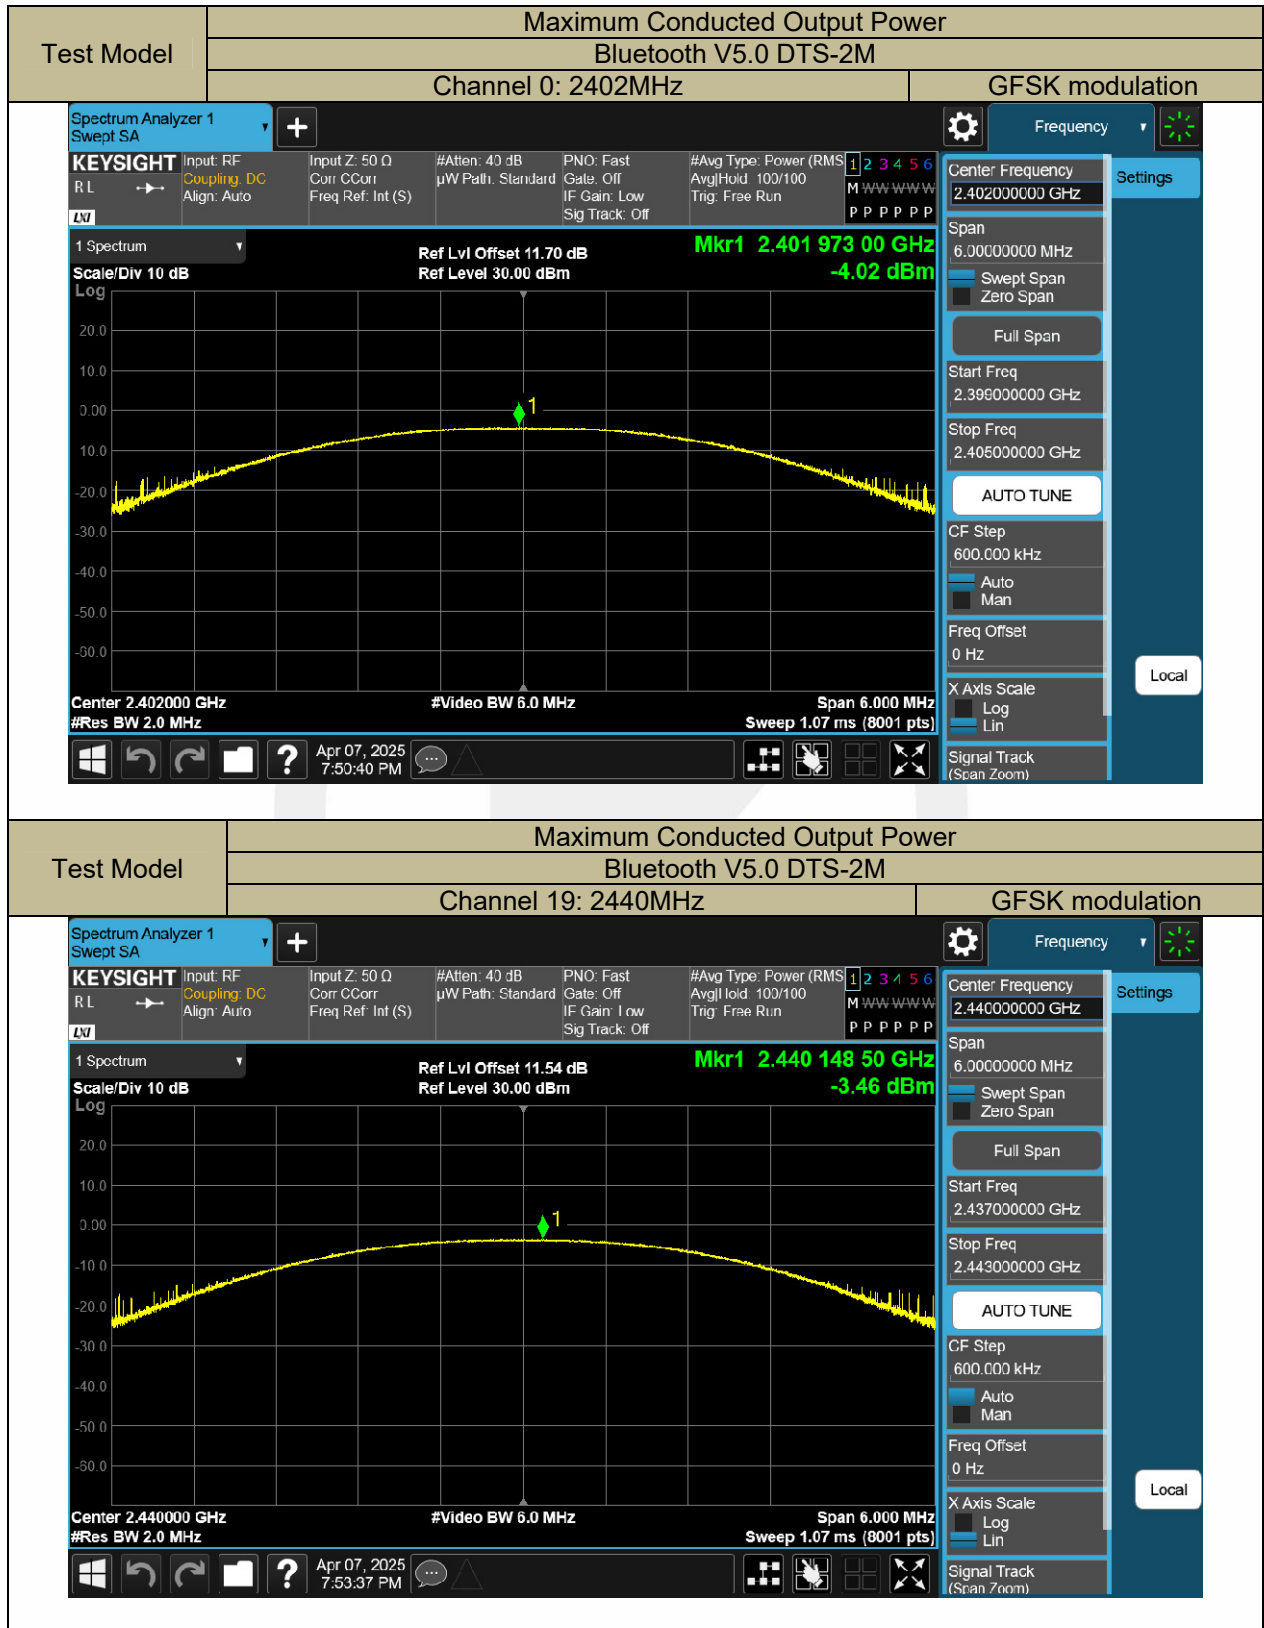 Test Model
Maximum Conducted Output Power
Bluetooth V5.0 DTS-2M
Channel 0: 2402MHz
GFSK modulation
Spectrum Analyzer 1
Swept SA
+
Frequency
KEYSIGHT
R L
LXI
Input: RF
Coupling: DC
Align: Auto
Input Z: 50 Ω
Corr CCorr
Freq Ref: Int (S)
#Atten: 40 dB
µW Path: Standard
PNO: Fast
Gate: Off
IF Gain: Low
Sig Track: Off
#Avg Type: Power (RMS
Avg|Hold: 100/100
Trig: Free Run
1 2 3 4 5 6
M W W W W W
P P P P P P
1 Spectrum
Scale/Div 10 dB
Log
Ref Lvl Offset 11.70 dB
Ref Level 30.00 dBm
Mkr1 2.401 973 00 GHz
-4.02 dBm
20.0
10.0
0.00
1
-10.0
-20.0
-30.0
-40.0
-50.0
-60.0
Center 2.402000 GHz
#Res BW 2.0 MHz
#Video BW 6.0 MHz
Span 6.000 MHz
Sweep 1.07 ms (8001 pts)
?
Apr 07, 2025
7:50:40 PM
Center Frequency
2.402000000 GHz
Span
6.00000000 MHz
Swept Span
Zero Span
Full Span
Start Freq
2.399000000 GHz
Stop Freq
2.405000000 GHz
AUTO TUNE
CF Step
600.000 kHz
Auto
Man
Freq Offset
0 Hz
X Axis Scale
Log
Lin
Signal Track
(Span Zoom)
Settings
Local
Test Model
Maximum Conducted Output Power
Bluetooth V5.0 DTS-2M
Channel 19: 2440MHz
GFSK modulation
Spectrum Analyzer 1
Swept SA
+
Frequency
KEYSIGHT
R L
LXI
Input: RF
Coupling: DC
Align: Auto
Input Z: 50 Ω
Corr CCorr
Freq Ref: Int (S)
#Atten: 40 dB
µW Path: Standard
PNO: Fast
Gate: Off
IF Gain: Low
Sig Track: Off
#Avg Type: Power (RMS
Avg|Hold: 100/100
Trig: Free Run
1 2 3 4 5 6
M W W W W W
P P P P P P
1 Spectrum
Scale/Div 10 dB
Log
Ref Lvl Offset 11.54 dB
Ref Level 30.00 dBm
Mkr1 2.440 148 50 GHz
-3.46 dBm
20.0
10.0
0.00
1
-10.0
-20.0
-30.0
-40.0
-50.0
-60.0
Center 2.440000 GHz
#Res BW 2.0 MHz
#Video BW 6.0 MHz
Span 6.000 MHz
Sweep 1.07 ms (8001 pts)
?
Apr 07, 2025
7:53:37 PM
Center Frequency
2.440000000 GHz
Span
6.00000000 MHz
Swept Span
Zero Span
Full Span
Start Freq
2.437000000 GHz
Stop Freq
2.443000000 GHz
AUTO TUNE
CF Step
600.000 kHz
Auto
Man
Freq Offset
0 Hz
X Axis Scale
Log
Lin
Signal Track
(Span Zoom)
Settings
Local